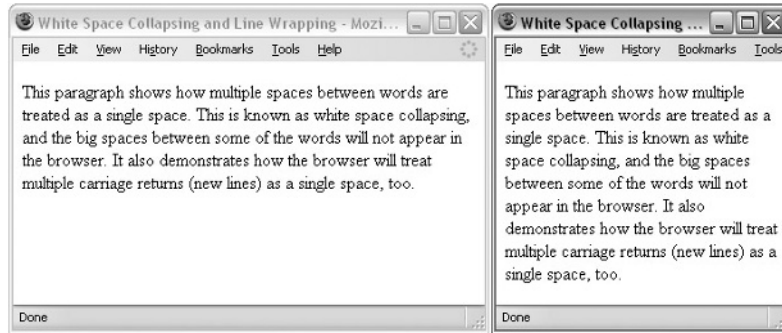 White Space Collapsing and Line Wrapping - Mozi...
File Edit View History Bookmarks Tools Help
This paragraph shows how multiple spaces between words are
treated as a single space. This is known as white space collapsing,
and the big spaces between some of the words will not appear in
the browser. It also demonstrates how the browser will treat
multiple carriage returns (new lines) as a single space, too.
Done
White Space Collapsing ...
File Edit View History Bookmarks Tools
This paragraph shows how multiple
spaces between words are treated as a
single space. This is known as white
space collapsing, and the big spaces
between some of the words will not
appear in the browser. It also
demonstrates how the browser will treat
multiple carriage returns (new lines) as a
single space, too.
Done